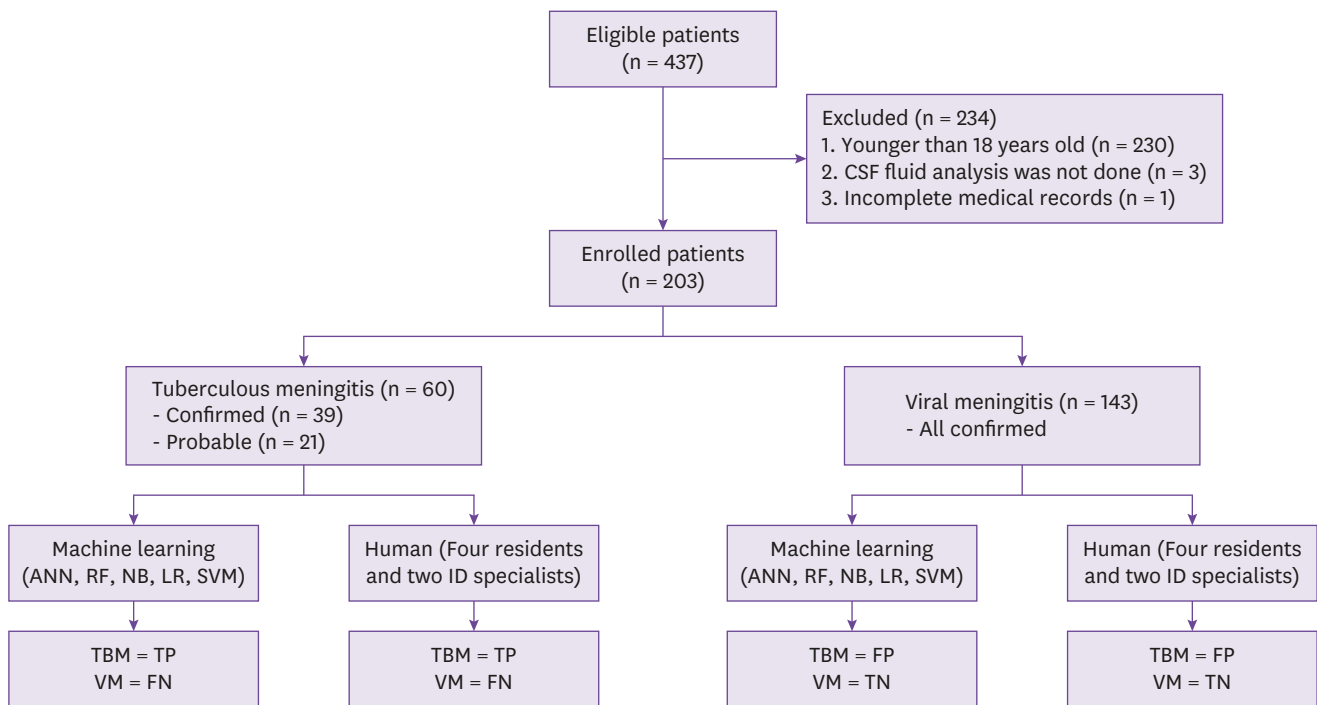 Eligible patients
(n = 437)
Excluded (n = 234)
1. Younger than 18 years old (n = 230)
2. CSF fluid analysis was not done (n = 3)
3. Incomplete medical records (n = 1)
Enrolled patients
(n = 203)
Tuberculous meningitis (n = 60)
- Confirmed (n = 39)
- Probable (n = 21)
Viral meningitis (n = 143)
- All confirmed
Machine learning
(ANN, RF, NB, LR, SVM)
Human (Four residents
and two ID specialists)
Machine learning
(ANN, RF, NB, LR, SVM)
Human (Four residents
and two ID specialists)
TBM = TP
VM = FN
TBM = TP
VM = FN
TBM = FP
VM = TN
TBM = FP
VM = TN